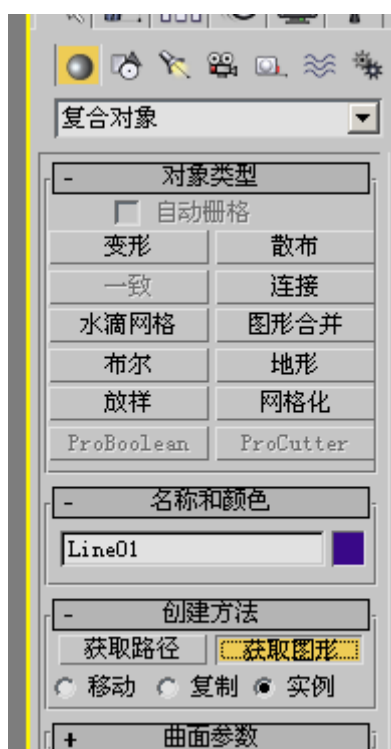 复合对象
- 对象类型
自动栅格
变形 散布
一致 连接
水滴网格 图形合并
布尔 地形
放样 网格化
ProBoolean ProCutter
- 名称和颜色
Line01
- 创建方法
获取路径 获取图形
移动 复制 实例
+ 曲面参数